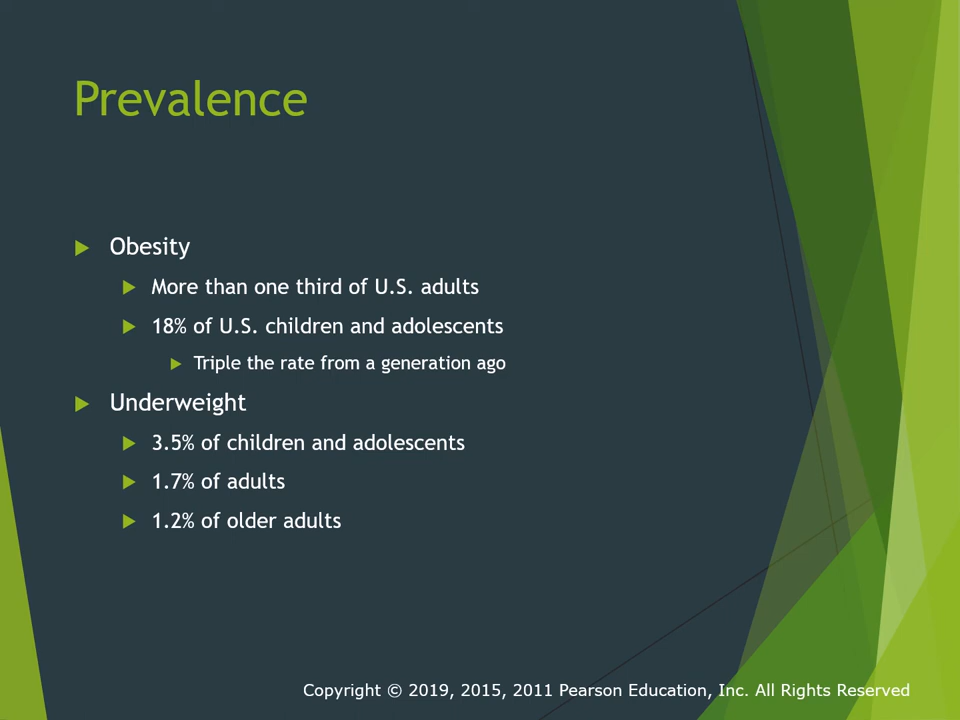 Prevalence
Obesity
More than one third of U.S. adults
18% of U.S. children and adolescents
Triple the rate from a generation ago
Underweight
3.5% of children and adolescents
1.7% of adults
1.2% of older adults
Copyright © 2019, 2015, 2011 Pearson Education, Inc. All Rights Reserved